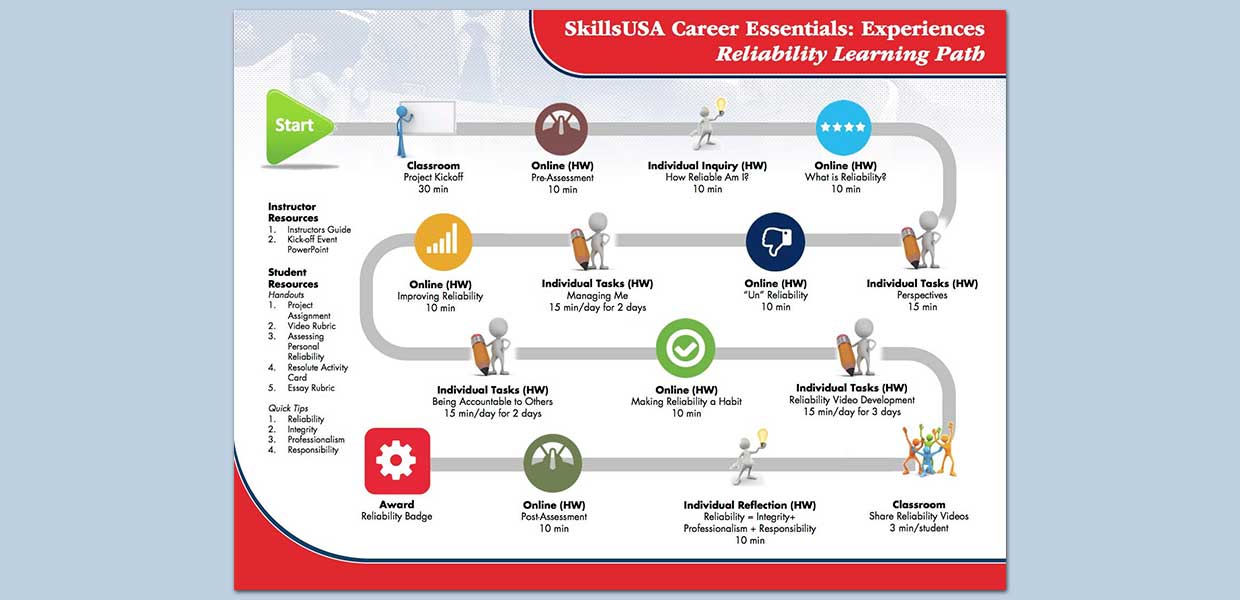 SkillsUSA Career Essentials: Experiences
Reliability Learning Path
Start
Classroom
Project Kickoff
30 min
Online (HW)
Pre-Assessment
10 min
Individual Inquiry (HW)
How Reliable Am I?
10 min
Online (HW)
What is Reliability?
10 min
Individual Tasks (HW)
Perspectives
15 min
Online (HW)
"Un" Reliability
10 min
Individual Tasks (HW)
Managing Me
15 min/day for 2 days
Online (HW)
Improving Reliability
10 min
Individual Tasks (HW)
Being Accountable to Others
15 min/day for 2 days
Online (HW)
Making Reliability a Habit
10 min
Individual Tasks (HW)
Reliability Video Development
15 min/day for 3 days
Classroom
Share Reliability Videos
3 min/student
Individual Reflection (HW)
Reliability = Integrity+
Professionalism + Responsibility
10 min
Online (HW)
Post-Assessment
10 min
Award
Reliability Badge
Instructor
Resources
1. Instructors Guide
2. Kick-off Event
PowerPoint
Student
Resources
Handouts
1. Project
Assignment
2. Video Rubric
3. Assessing
Personal
Reliability
4. Resolute Activity
Card
5. Essay Rubric
Quick Tips
1. Reliability
2. Integrity
3. Professionalism
4. Responsibility